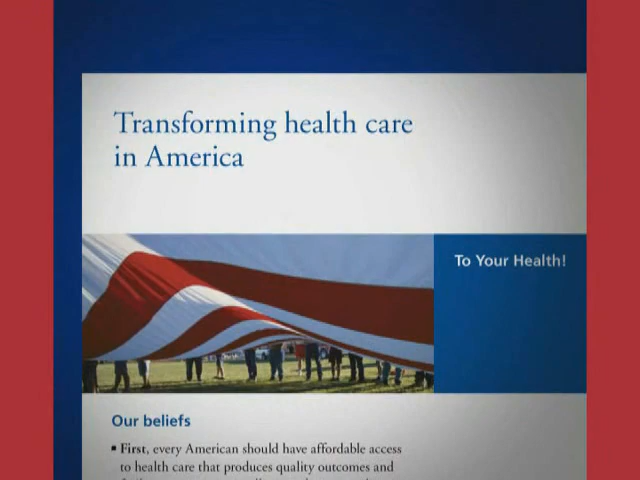 Transforming health care
in America
To Your Health!
Our beliefs
▪ First, every American should have affordable access
to health care that produces quality outcomes and